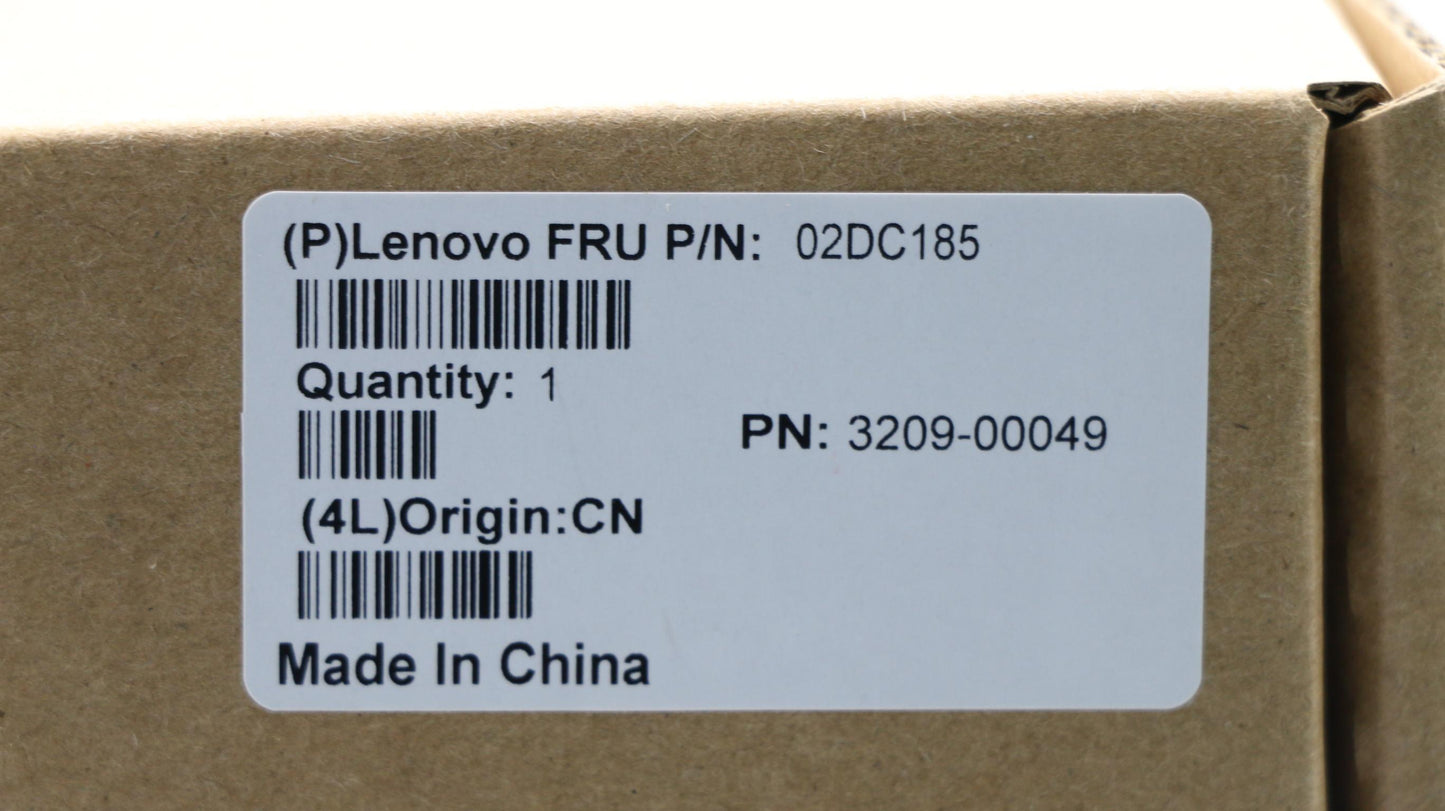 (P)Lenovo FRU P/N: 02DC185
Quantity: 1
PN: 3209-00049
(4L)Origin:CN
Made In China